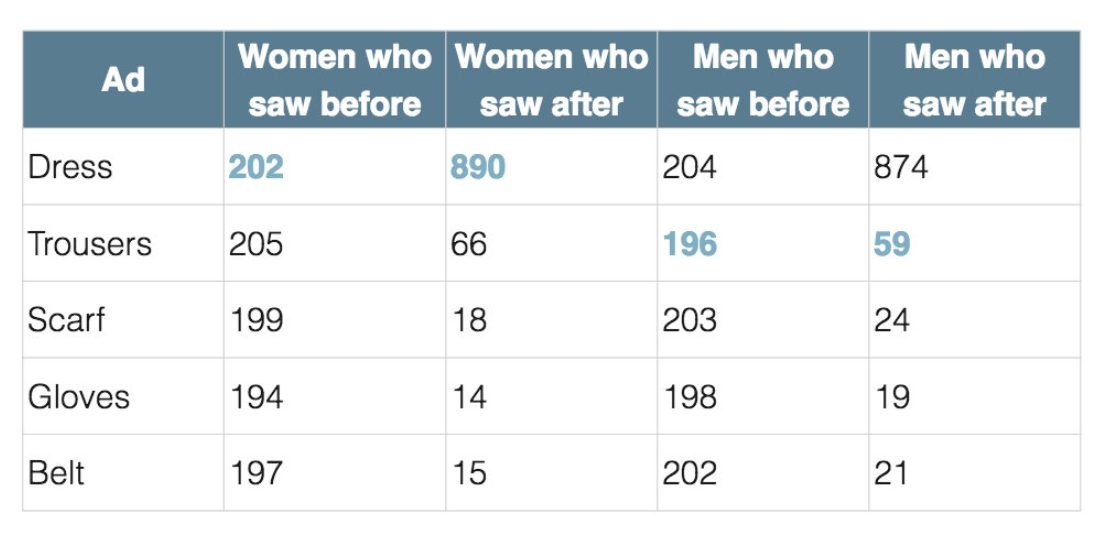 Ad Women who saw before Women who saw after Men who saw before Men who saw after
Dress 202 890 204 874
Trousers 205 66 196 59
Scarf 199 18 203 24
Gloves 194 14 198 19
Belt 197 15 202 21